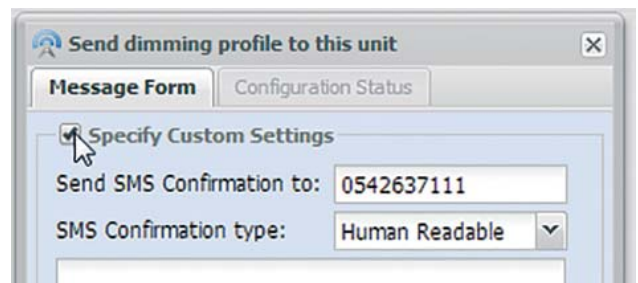 Send dimming profile to this unit
Message Form Configuration Status
Specify Custom Settings
Send SMS Confirmation to: 0542637111
SMS Confirmation type: Human Readable